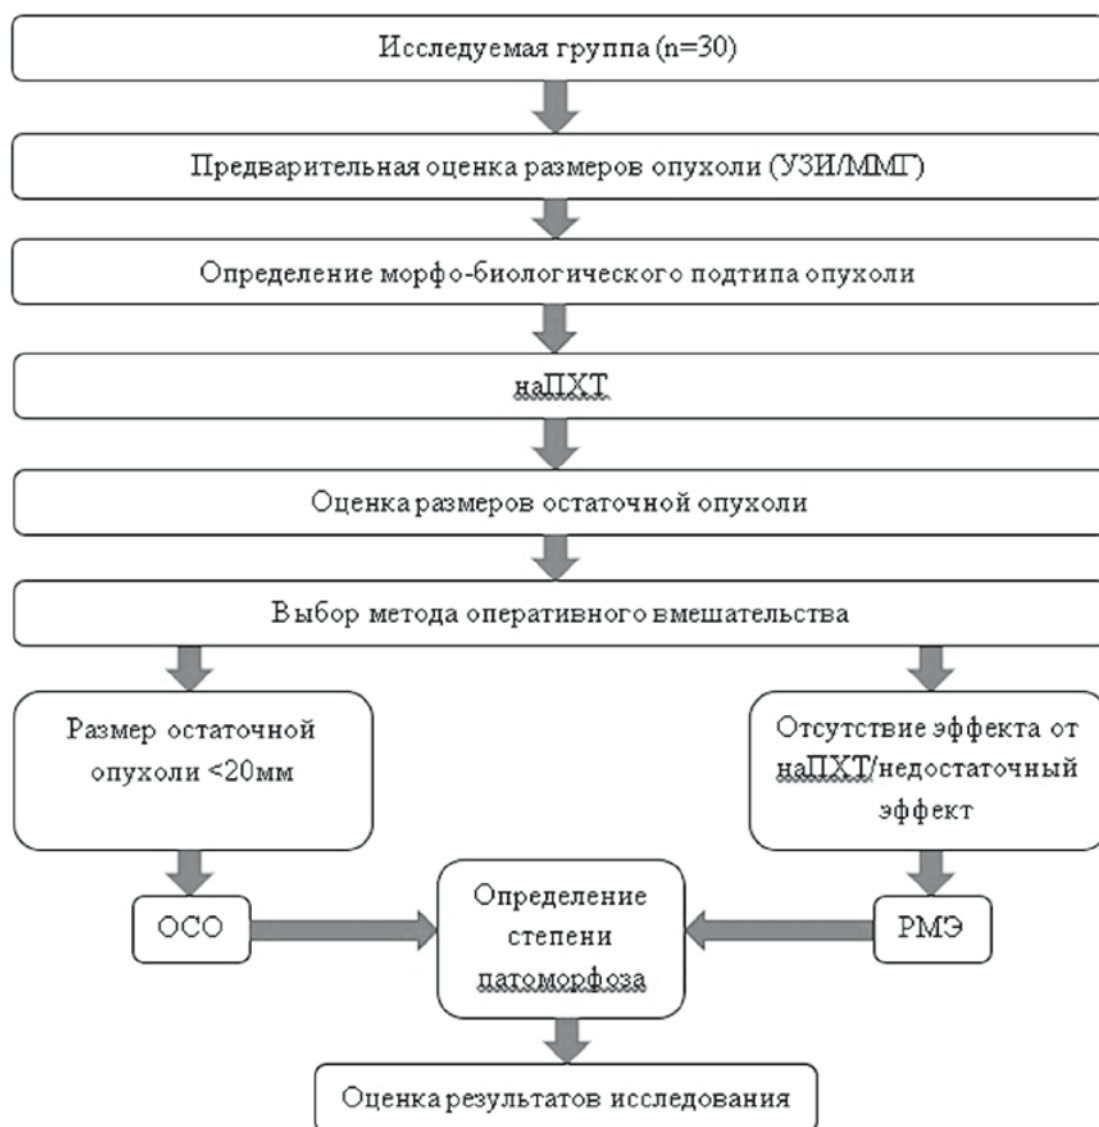 Исследуемая группа (n=30)
Предварительная оценка размеров опухоли (УЗИ/ММГ)
Определение морфо-биологического подтипа опухоли
наПХТ
Оценка размеров остаточной опухоли
Выбор метода оперативного вмешательства
Размер остаточной
опухоли <20мм
Отсутствие эффекта от
наПХТ/недостаточный
эффект
ОСО
Определение
степени
патоморфоза
РМЭ
Оценка результатов исследования